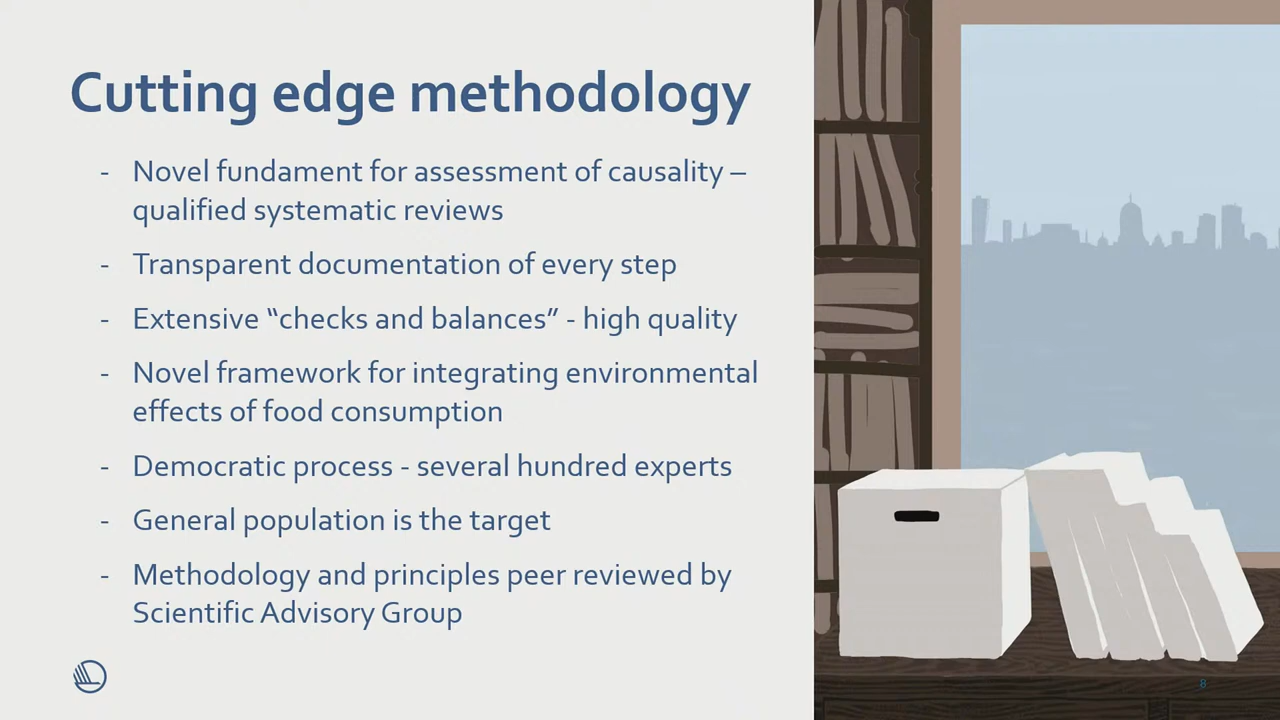 Cutting edge methodology
- Novel fundament for assessment of causality –
qualified systematic reviews
- Transparent documentation of every step
- Extensive “checks and balances” - high quality
- Novel framework for integrating environmental
effects of food consumption
- Democratic process - several hundred experts
- General population is the target
- Methodology and principles peer reviewed by
Scientific Advisory Group
8